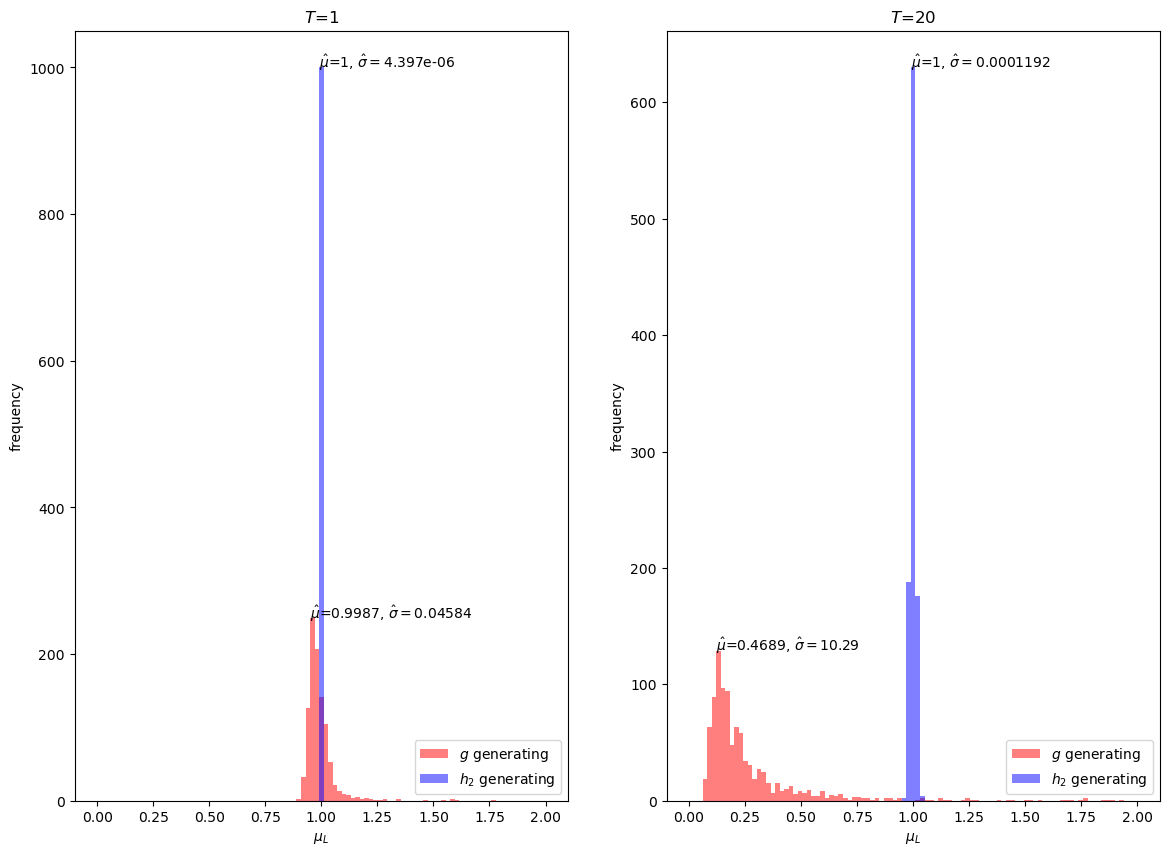 T=1
μ̂=1, σ̂ = 4.397e-06
1000
800
600
400
200
0
frequency
μ̂=0.9987, σ̂ = 0.04584
g generating
h₂ generating
0.00 0.25 0.50 0.75 1.00 1.25 1.50 1.75 2.00
μ_L
T=20
μ̂=1, σ̂ = 0.0001192
600
500
400
300
200
100
0
frequency
μ̂=0.4689, σ̂ = 10.29
g generating
h₂ generating
0.00 0.25 0.50 0.75 1.00 1.25 1.50 1.75 2.00
μ_L